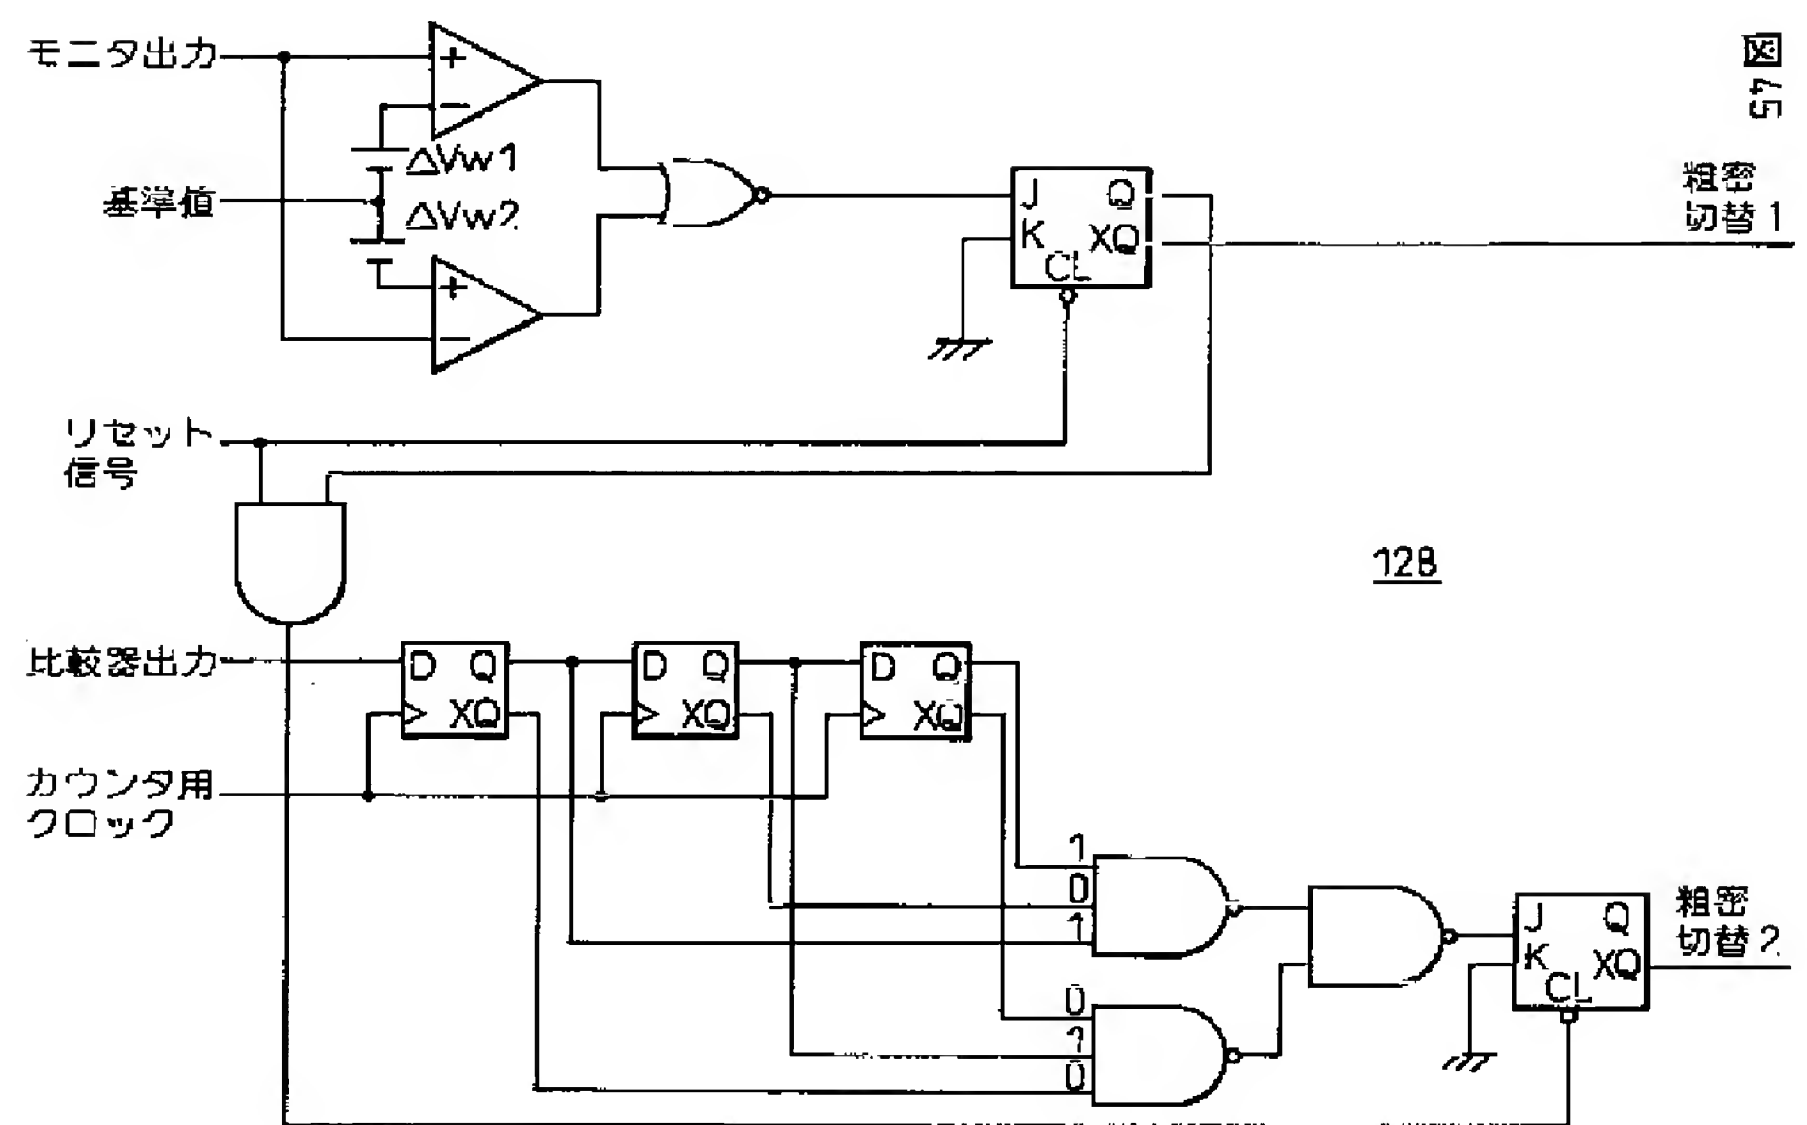 図45
モニタ出力
+
−
ΔVw1
基準値
ΔVw2
+
−
J Q
K XQ
CL
粗密
切替1
リセット
信号
128
比較器出力
D Q
XQ
D Q
XQ
D Q
XQ
カウンタ用
クロック
1
0
1
0
1
0
J Q
K XQ
CL
粗密
切替2